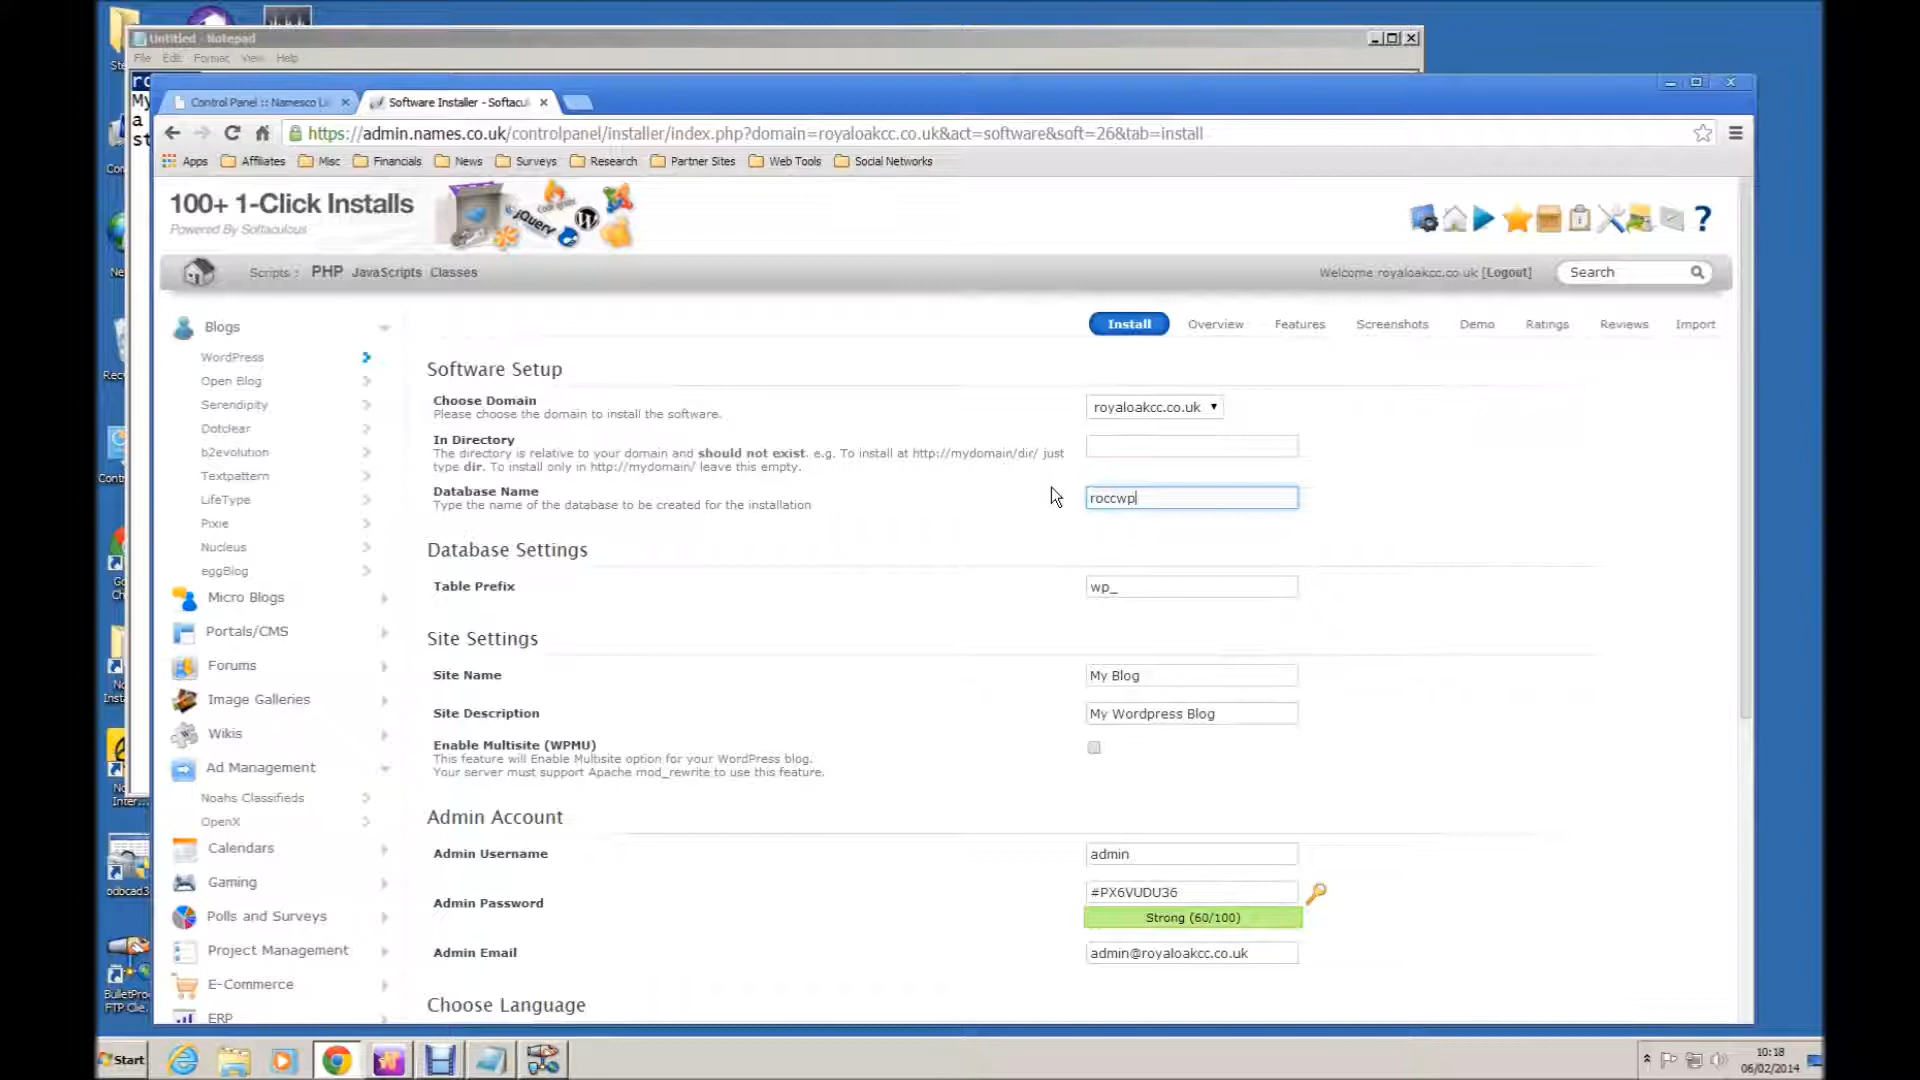 Untitled - Notepad
File Edit Format View Help
Control Panel :: Namesco Li
Software Installer - Softacul
https://admin.names.co.uk/controlpanel/installer/index.php?domain=royaloakcc.co.uk&act=software&soft=26&tab=install
Apps Affiliates Misc Financials News Surveys Research Partner Sites Web Tools Social Networks
100+ 1-Click Installs
Powered By Softaculous
jQuery
Scripts : PHP JavaScripts Classes
Welcome royaloakcc.co.uk [Logout]
Search
Blogs
WordPress
Open Blog
Serendipity
Dotclear
b2evolution
Textpattern
LifeType
Pixie
Nucleus
eggBlog
Micro Blogs
Portals/CMS
Forums
Image Galleries
Wikis
Ad Management
Noahs Classifieds
OpenX
Calendars
Gaming
Polls and Surveys
Project Management
E-Commerce
ERP
Install Overview Features Screenshots Demo Ratings Reviews Import
Software Setup
Choose Domain
Please choose the domain to install the software.
royaloakcc.co.uk
In Directory
The directory is relative to your domain and should not exist. e.g. To install at http://mydomain/dir/ just
type dir. To install only in http://mydomain/ leave this empty.
Database Name
Type the name of the database to be created for the installation
roccwp
Database Settings
Table Prefix
wp_
Site Settings
Site Name
My Blog
Site Description
My Wordpress Blog
Enable Multisite (WPMU)
This feature will Enable Multisite option for your WordPress blog.
Your server must support Apache mod_rewrite to use this feature.
Admin Account
Admin Username
admin
Admin Password
#PX6VUDU36
Strong (60/100)
Admin Email
admin@royaloakcc.co.uk
Choose Language
odbcad3
BulletPro
FTP Clie...
Start
10:18
06/02/2014